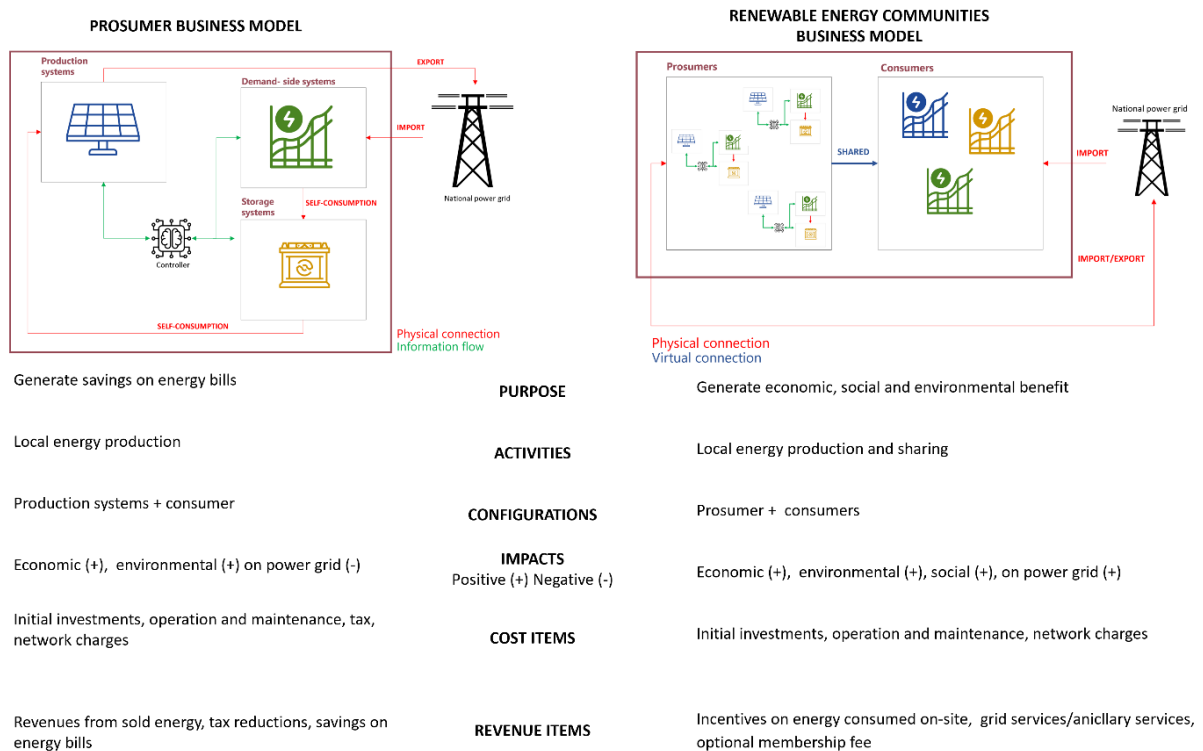 PROSUMER BUSINESS MODEL
Production
systems
Demand- side systems
EXPORT
IMPORT
National power grid
Storage
systems
SELF-CONSUMPTION
Controller
SELF-CONSUMPTION
Physical connection
Information flow
RENEWABLE ENERGY COMMUNITIES
BUSINESS MODEL
Prosumers
Consumers
SHARED
National power grid
IMPORT
IMPORT/EXPORT
Physical connection
Virtual connection
Generate savings on energy bills
PURPOSE
Generate economic, social and environmental benefit
Local energy production
ACTIVITIES
Local energy production and sharing
Production systems + consumer
CONFIGURATIONS
Prosumer + consumers
Economic (+), environmental (+) on power grid (-)
IMPACTS
Positive (+) Negative (-)
Economic (+), environmental (+), social (+), on power grid (+)
Initial investments, operation and maintenance, tax,
network charges
COST ITEMS
Initial investments, operation and maintenance, network charges
Revenues from sold energy, tax reductions, savings on
energy bills
REVENUE ITEMS
Incentives on energy consumed on-site, grid services/anicllary services,
optional membership fee